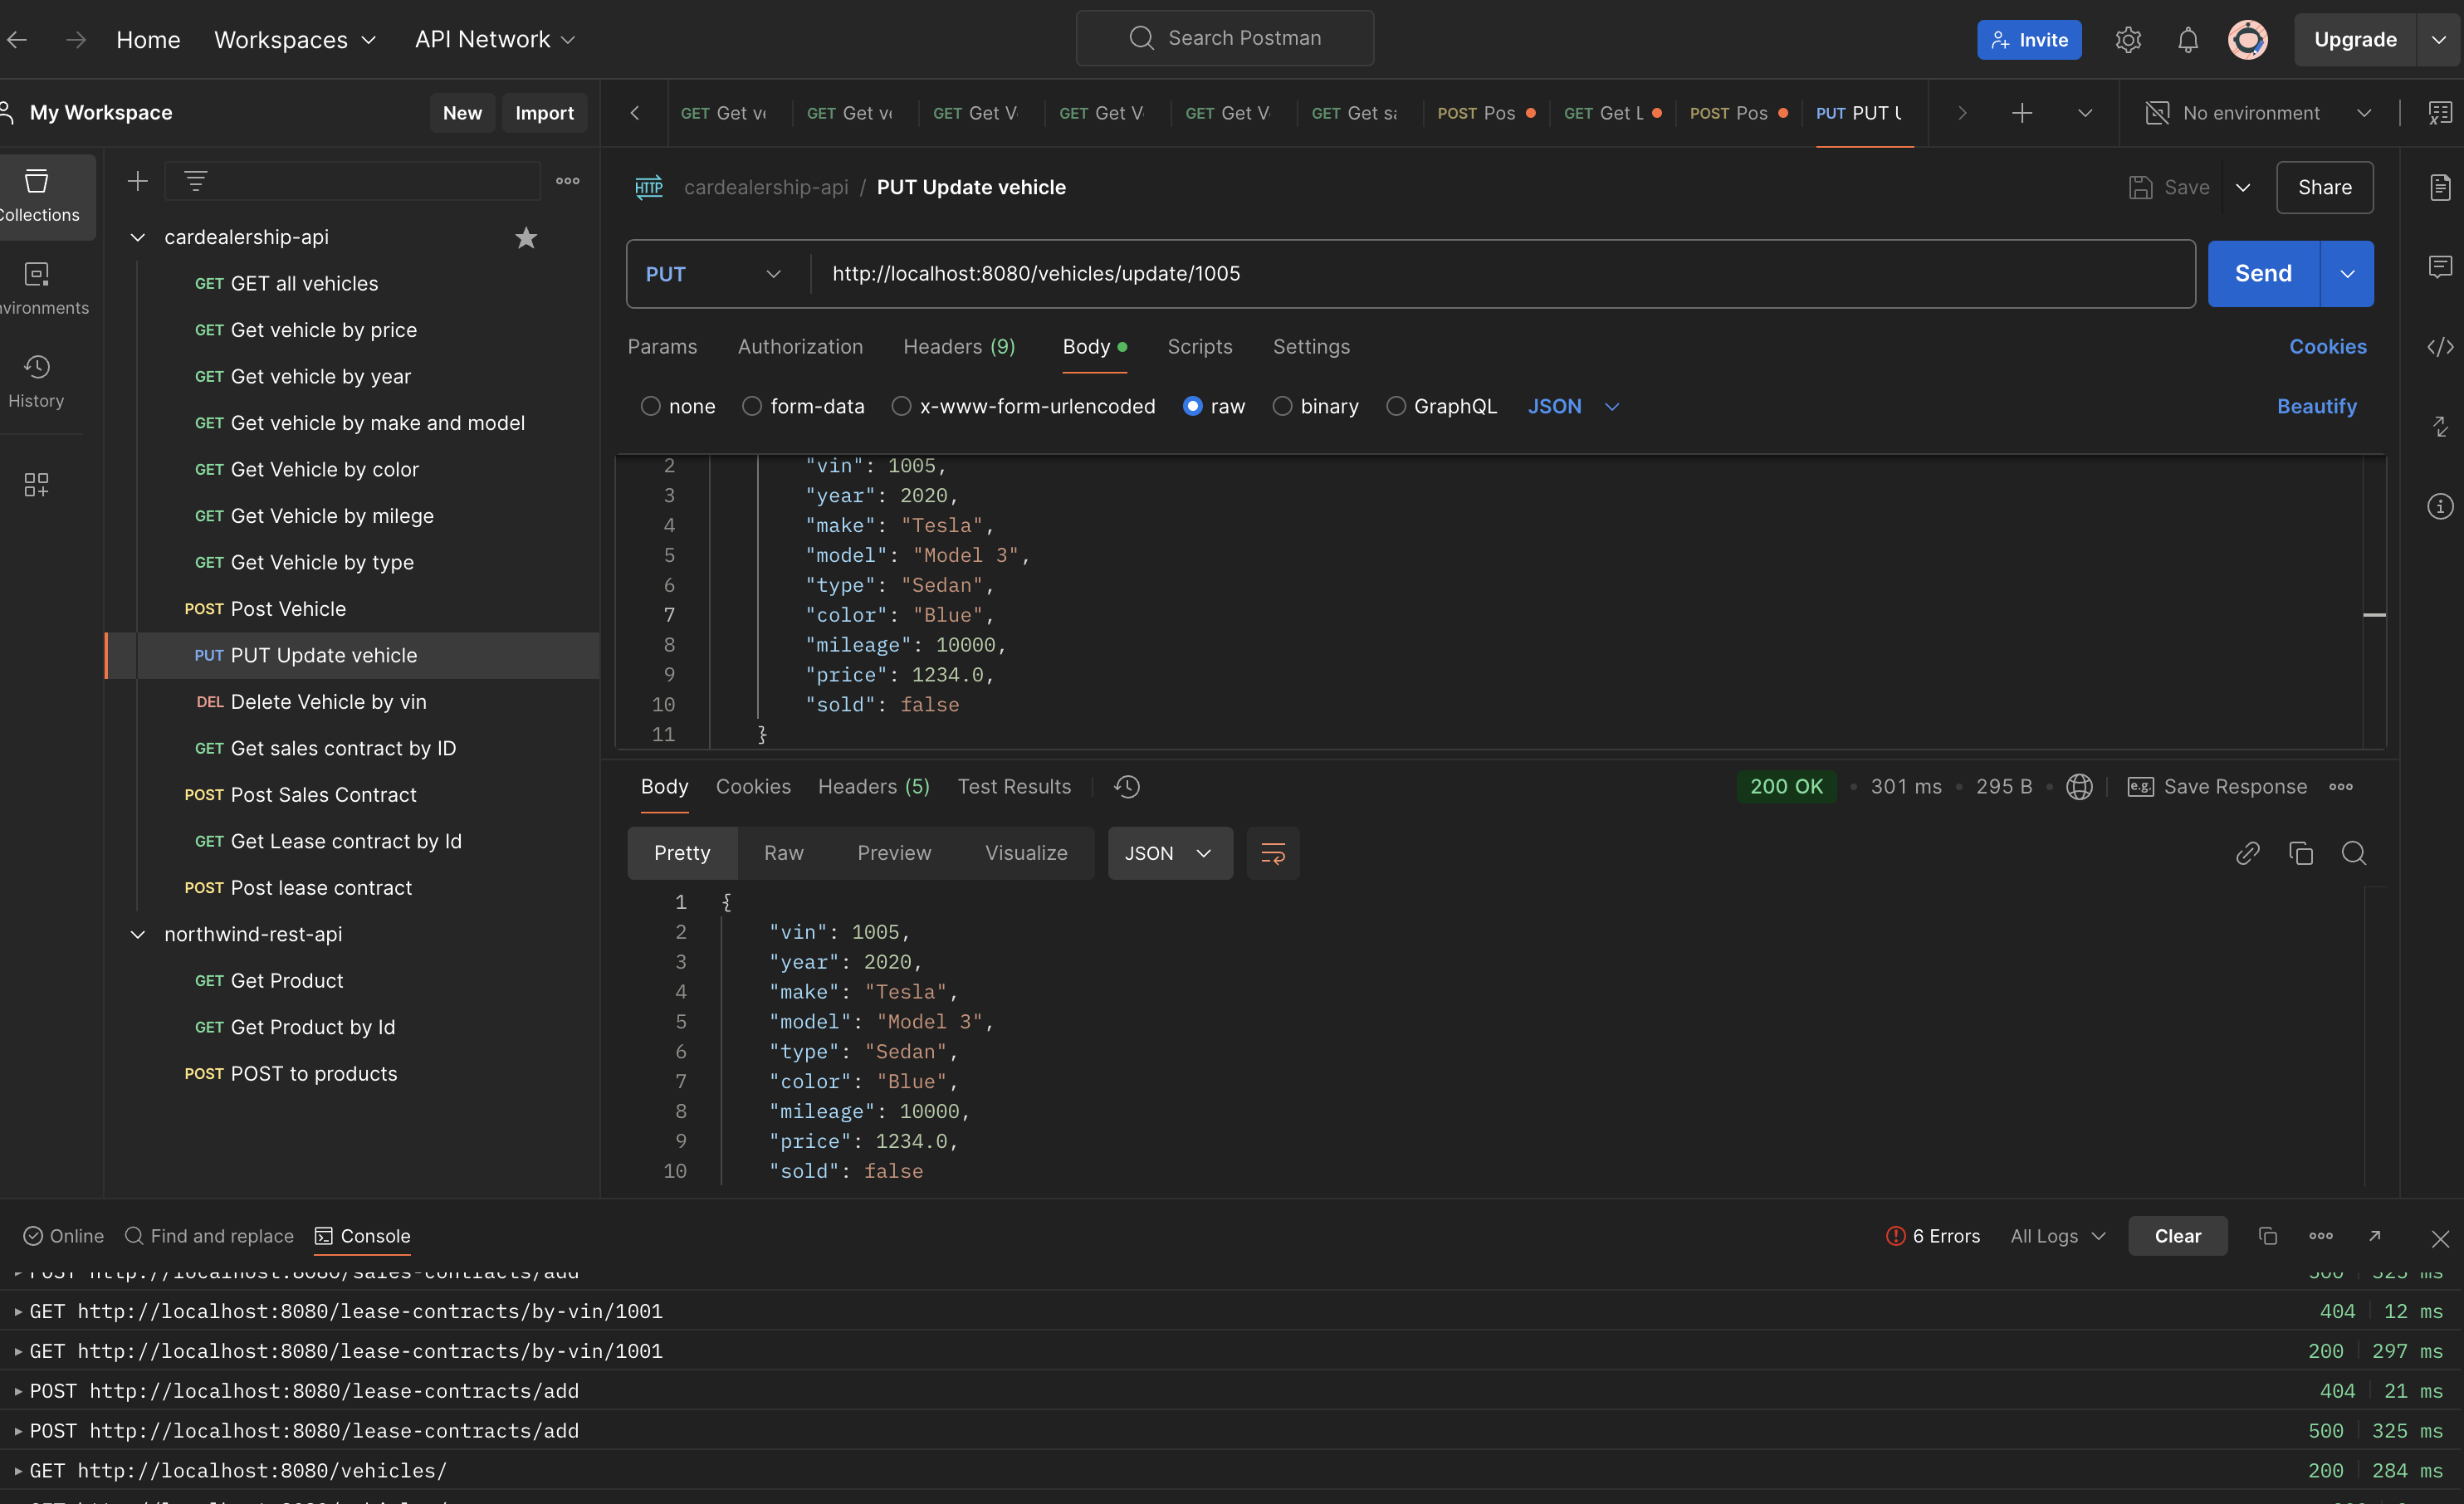 Home Workspaces API Network Search Postman Invite Upgrade
My Workspace New Import
GET Get ve GET Get ve GET Get V GET Get V GET Get V GET Get sa POST Pos GET Get L POST Pos PUT PUT U No environment
Collections
vironments
History
cardealership-api
GET GET all vehicles
GET Get vehicle by price
GET Get vehicle by year
GET Get vehicle by make and model
GET Get Vehicle by color
GET Get Vehicle by milege
GET Get Vehicle by type
POST Post Vehicle
PUT PUT Update vehicle
DEL Delete Vehicle by vin
GET Get sales contract by ID
POST Post Sales Contract
GET Get Lease contract by Id
POST Post lease contract
northwind-rest-api
GET Get Product
GET Get Product by Id
POST POST to products
HTTP cardealership-api / PUT Update vehicle Save Share
PUT http://localhost:8080/vehicles/update/1005 Send
Params Authorization Headers (9) Body Scripts Settings Cookies
none form-data x-www-form-urlencoded raw binary GraphQL JSON Beautify
2 "vin": 1005,
3 "year": 2020,
4 "make": "Tesla",
5 "model": "Model 3",
6 "type": "Sedan",
7 "color": "Blue",
8 "mileage": 10000,
9 "price": 1234.0,
10 "sold": false
11 }
Body Cookies Headers (5) Test Results 200 OK • 301 ms • 295 B • e.g. Save Response
Pretty Raw Preview Visualize JSON
1 {
2 "vin": 1005,
3 "year": 2020,
4 "make": "Tesla",
5 "model": "Model 3",
6 "type": "Sedan",
7 "color": "Blue",
8 "mileage": 10000,
9 "price": 1234.0,
10 "sold": false
Online Find and replace Console 6 Errors All Logs Clear
POST http://localhost:8080/sales-contracts/add 500 323 ms
GET http://localhost:8080/lease-contracts/by-vin/1001 404 12 ms
GET http://localhost:8080/lease-contracts/by-vin/1001 200 297 ms
POST http://localhost:8080/lease-contracts/add 404 21 ms
POST http://localhost:8080/lease-contracts/add 500 325 ms
GET http://localhost:8080/vehicles/ 200 284 ms